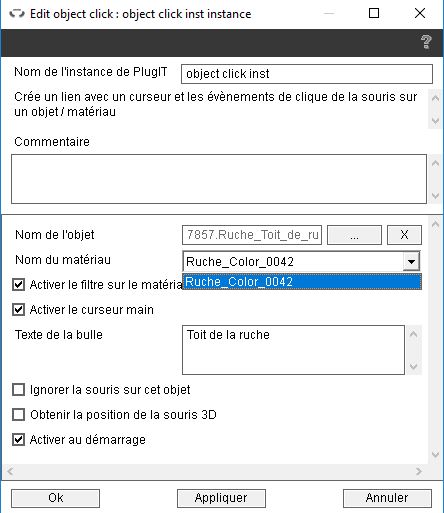 Edit object click : object click inst instance
?
Nom de l'instance de PlugIT
object click inst
Crée un lien avec un curseur et les évènements de clique de la souris sur
un objet / matériau
Commentaire
Nom de l'objet
7857.Ruche_Toit_de_ru
...
X
Nom du matériau
Ruche_Color_0042
Ruche_Color_0042
Activer le filtre sur le matéria
Activer le curseur main
Texte de la bulle
Toit de la ruche
Ignorer la souris sur cet objet
Obtenir la position de la souris 3D
Activer au démarrage
Ok
Appliquer
Annuler